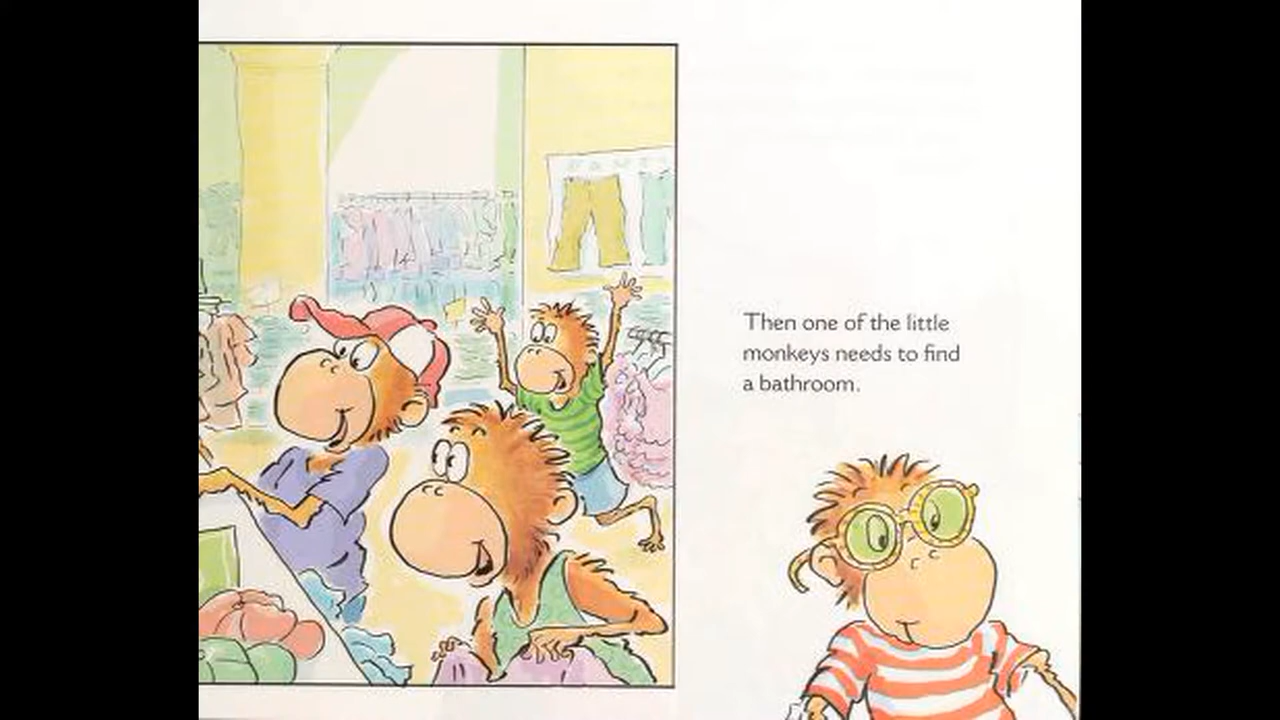 Then one of the little
monkeys needs to find
a bathroom.